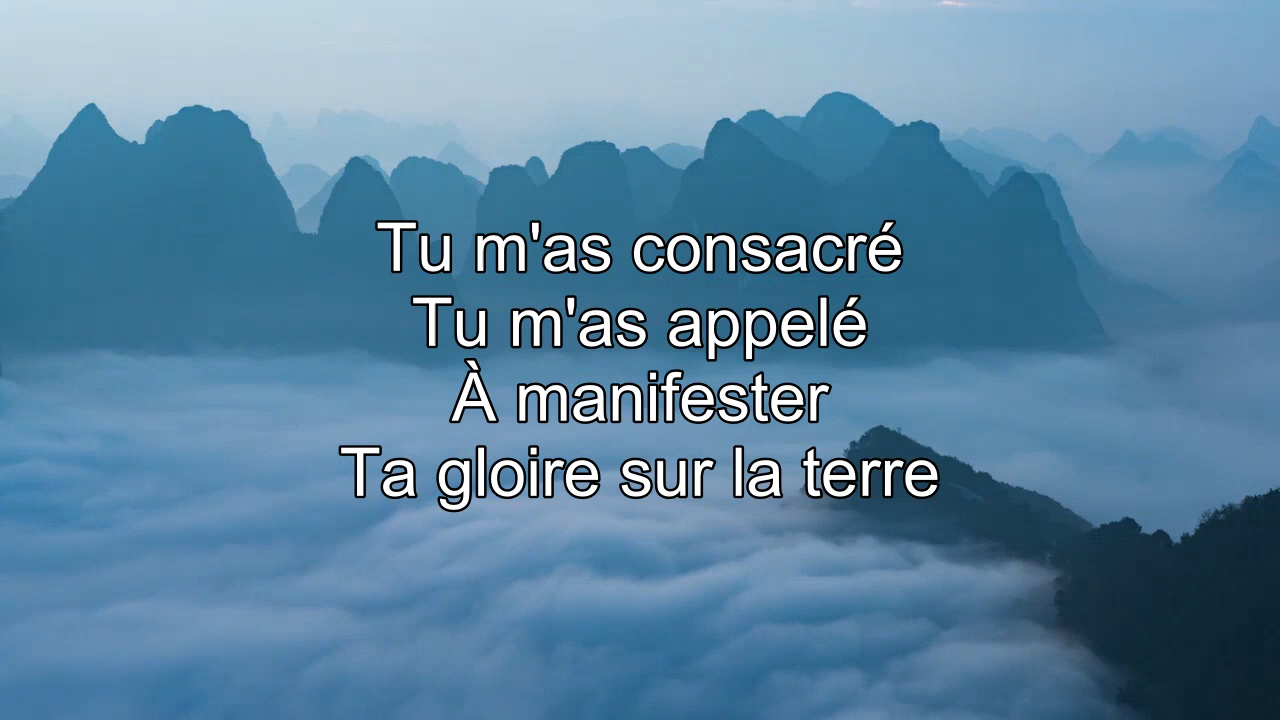 Tu m'as consacré
Tu m'as appelé
À manifester
Ta gloire sur la terre